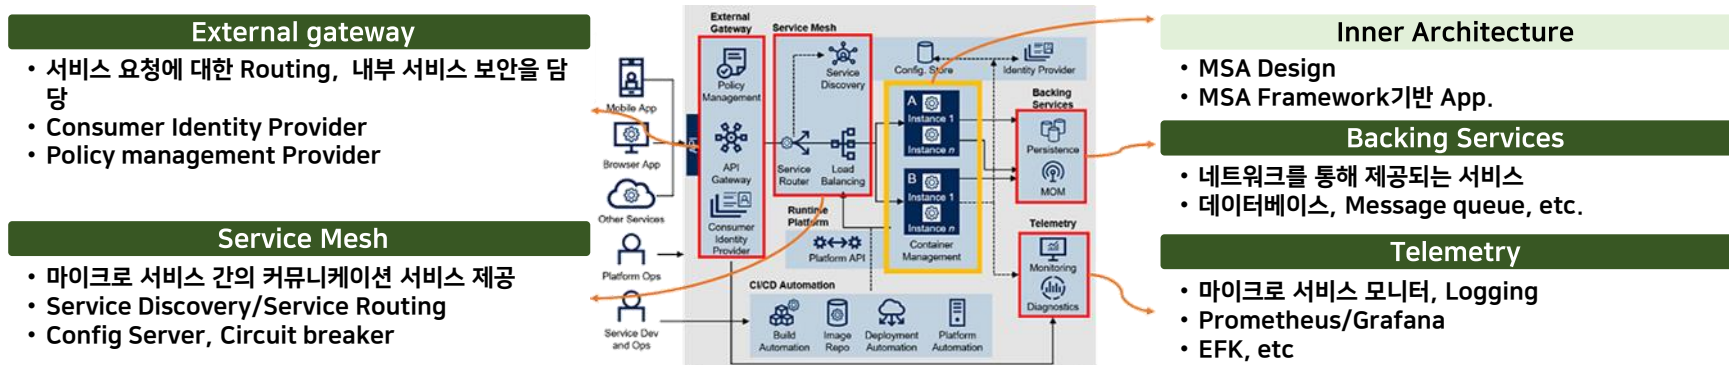 External gateway
• 서비스 요청에 대한 Routing, 내부 서비스 보안을 담
당
• Consumer Identity Provider
• Policy management Provider
Service Mesh
• 마이크로 서비스 간의 커뮤니케이션 서비스 제공
• Service Discovery/Service Routing
• Config Server, Circuit breaker
External
Gateway
Service Mesh
Mobile App
Browser App
Other Services
Platform Ops
Service Dev
and Ops
API
Policy
Management
API
Gateway
Consumer
Identity
Provider
Service
Discovery
Service
Router
Load
Balancing
Config. Store
Identity Provider
A
Instance 1
Instance n
B
Instance 1
Instance n
Container
Management
Backing
Services
Persistence
MOM
Runtime
Platform
Platform API
Telemetry
Monitoring
Diagnostics
CI/CD Automation
Build
Automation
Image
Repo
Deployment
Automation
Platform
Automation
Inner Architecture
• MSA Design
• MSA Framework기반 App.
Backing Services
• 네트워크를 통해 제공되는 서비스
• 데이터베이스, Message queue, etc.
Telemetry
• 마이크로 서비스 모니터, Logging
• Prometheus/Grafana
• EFK, etc